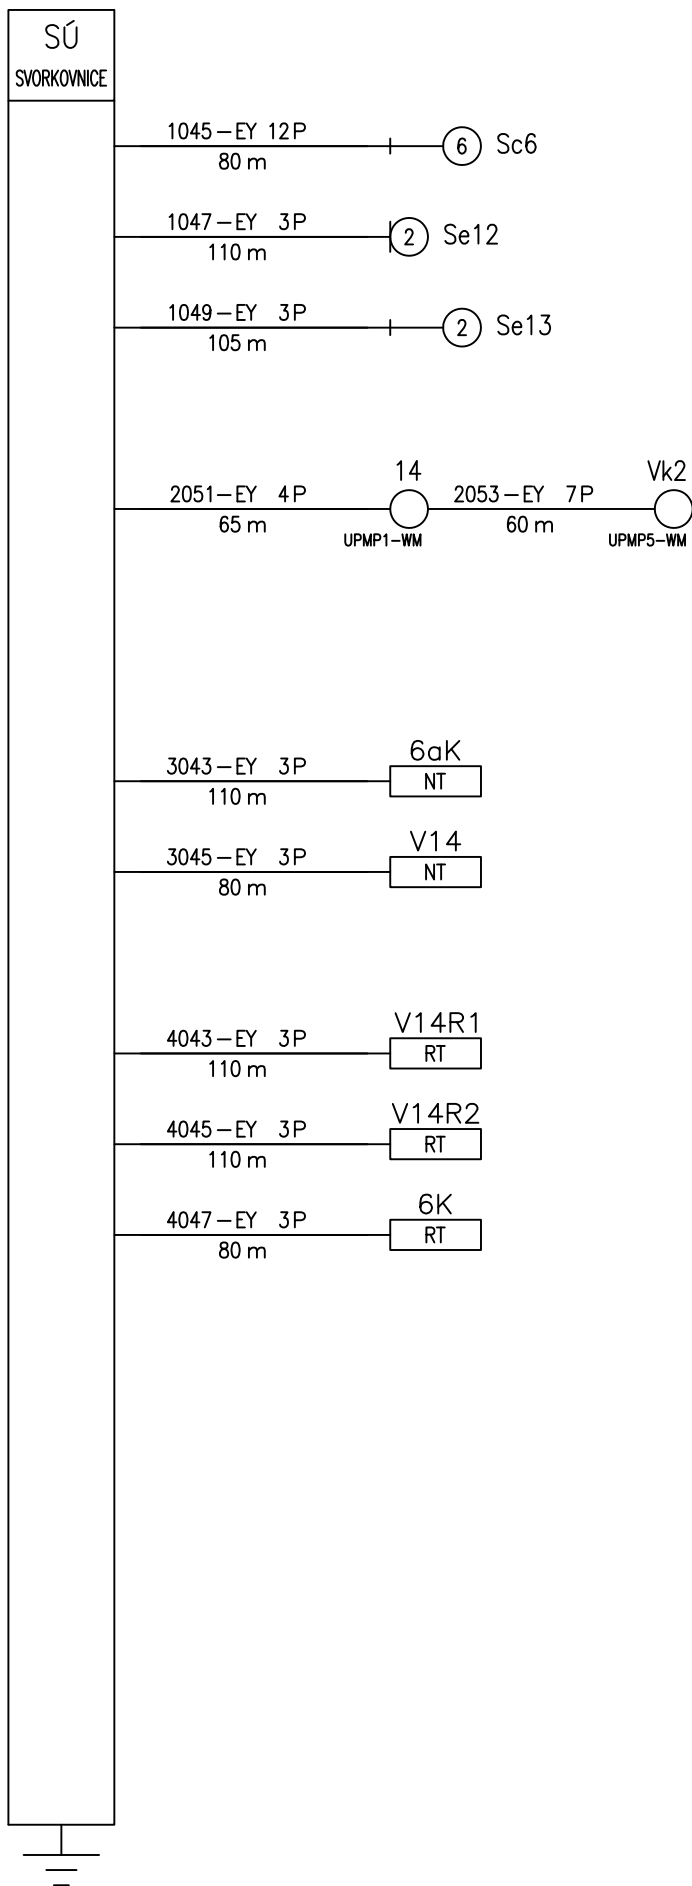 SÚ
SVORKOVNICE
1045-EY 12P
80 m
6 Sc6
1047-EY 3P
110 m
2 Se12
1049-EY 3P
105 m
2 Se13
14 Vk2
2051-EY 4P 2053-EY 7P
65 m 60 m
UPMP1-WM UPMP5-WM
6aK
3043-EY 3P NT
110 m
V14
3045-EY 3P NT
80 m
V14R1
4043-EY 3P RT
110 m
V14R2
4045-EY 3P RT
110 m
6K
4047-EY 3P RT
80 m